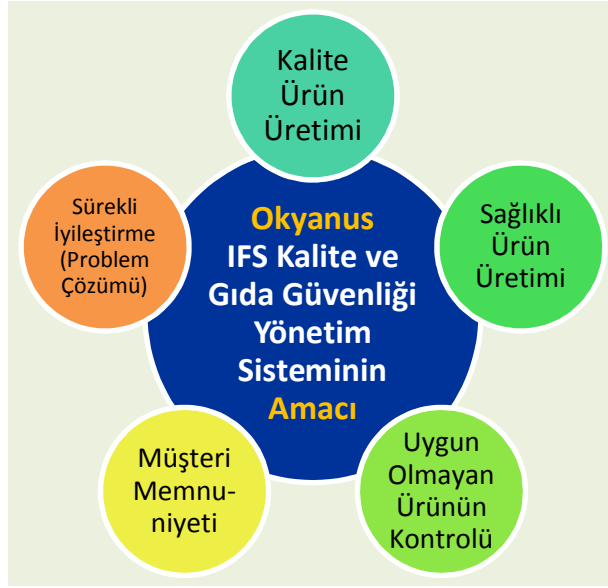 Kalite
Ürün
Üretimi
Sağlıklı
Ürün
Üretimi
Uygun
Olmayan
Ürünün
Kontrolü
Müşteri
Memnu-
niyeti
Sürekli
İyileştirme
(Problem
Çözümü)
Okyanus
IFS Kalite ve
Gıda Güvenliği
Yönetim
Sisteminin
Amacı